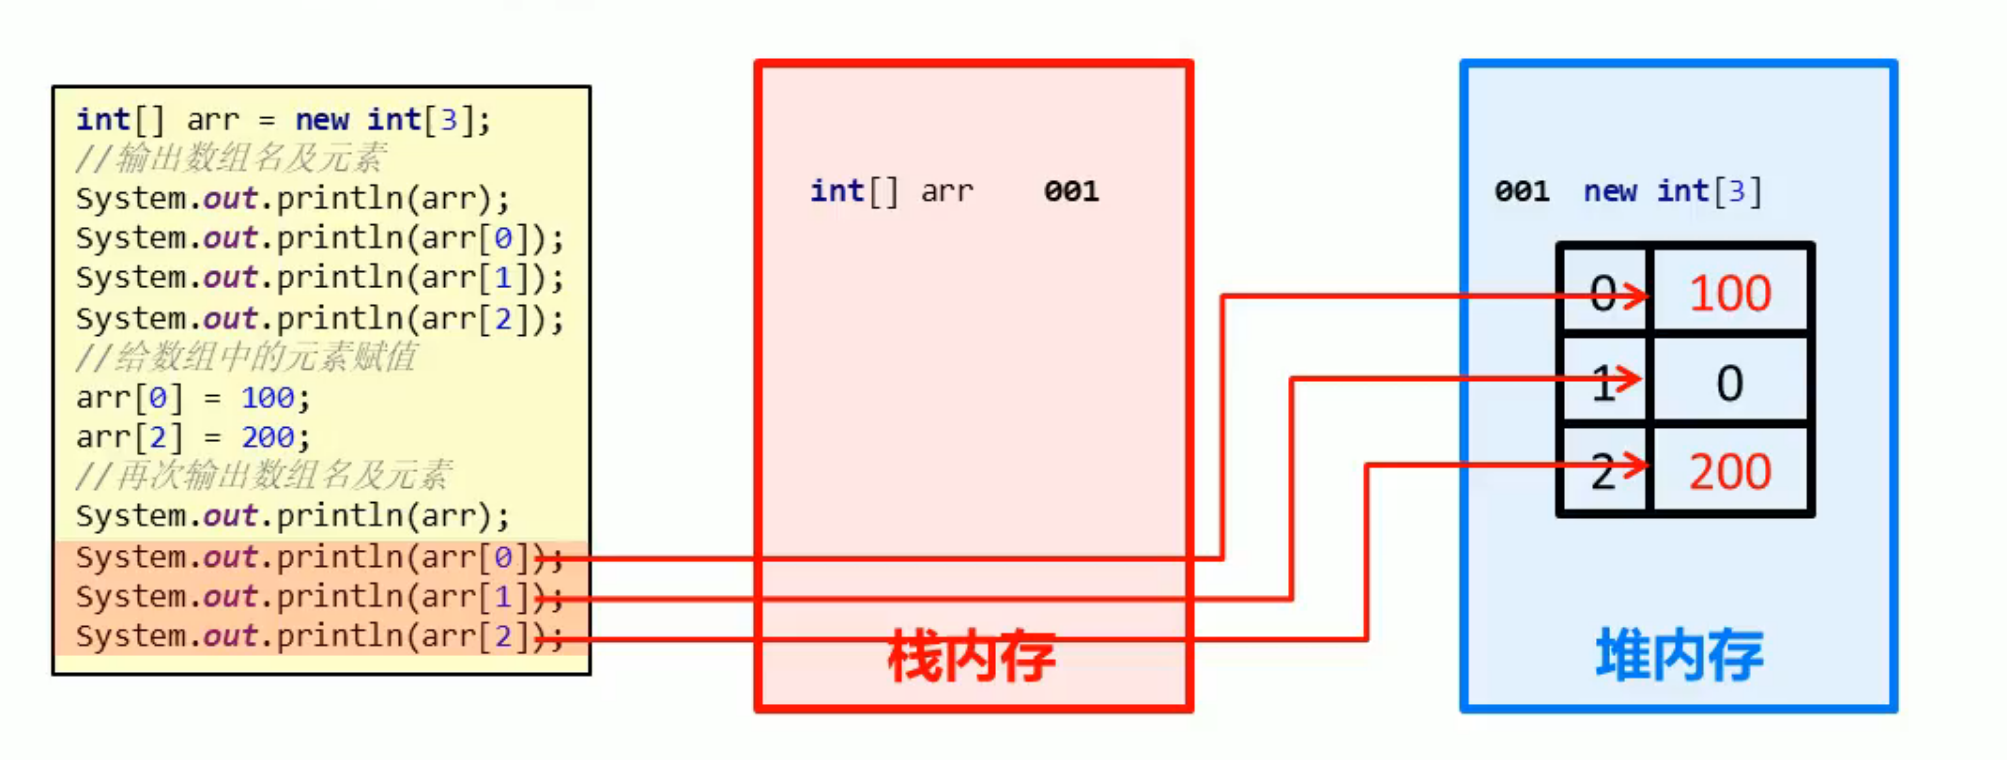 int[] arr = new int[3];
//输出数组名及元素
System.out.println(arr);
System.out.println(arr[0]);
System.out.println(arr[1]);
System.out.println(arr[2]);
//给数组中的元素赋值
arr[0] = 100;
arr[2] = 200;
//再次输出数组名及元素
System.out.println(arr);
System.out.println(arr[0]);
System.out.println(arr[1]);
System.out.println(arr[2]);
int[] arr 001
栈内存
001 new int[3]
0 100
1 0
2 200
堆内存